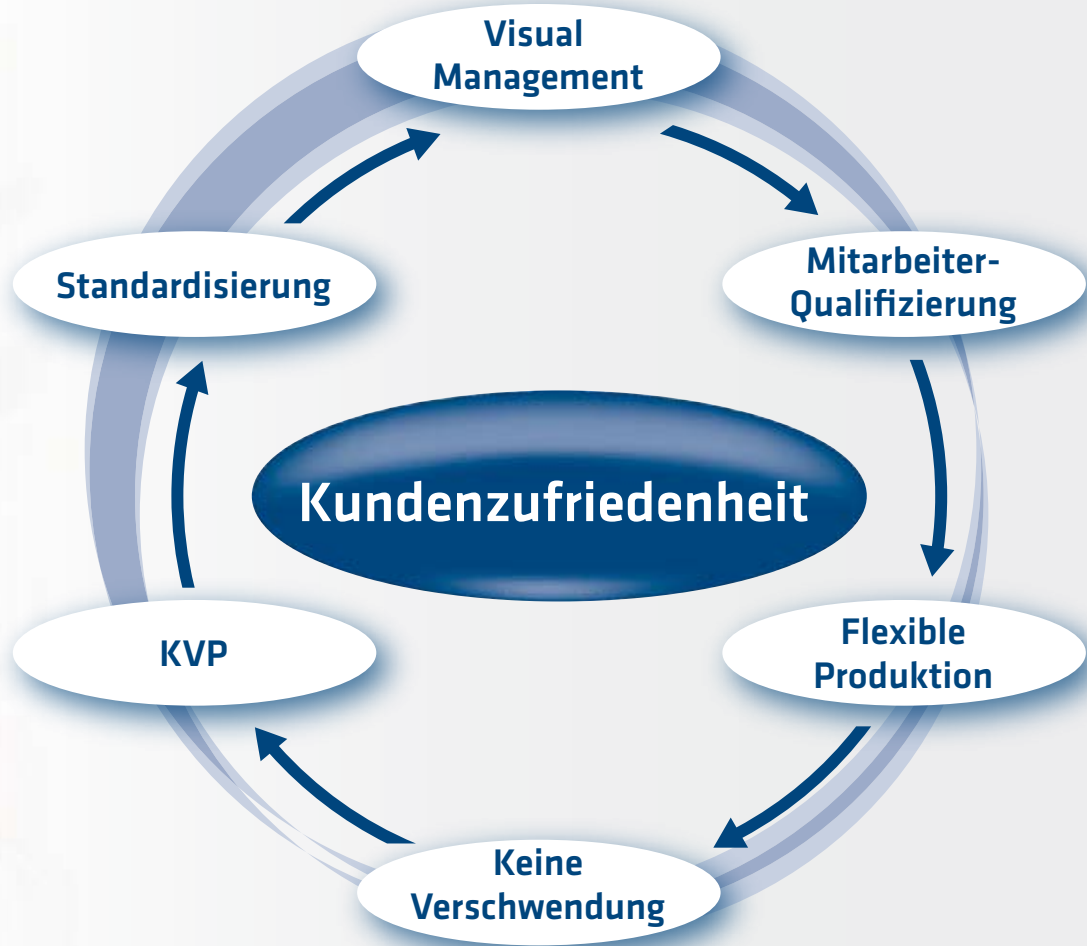 Visual
Management
Standardisierung
Mitarbeiter-
Qualifizierung
Kundenzufriedenheit
KVP
Flexible
Produktion
Keine
Verschwendung